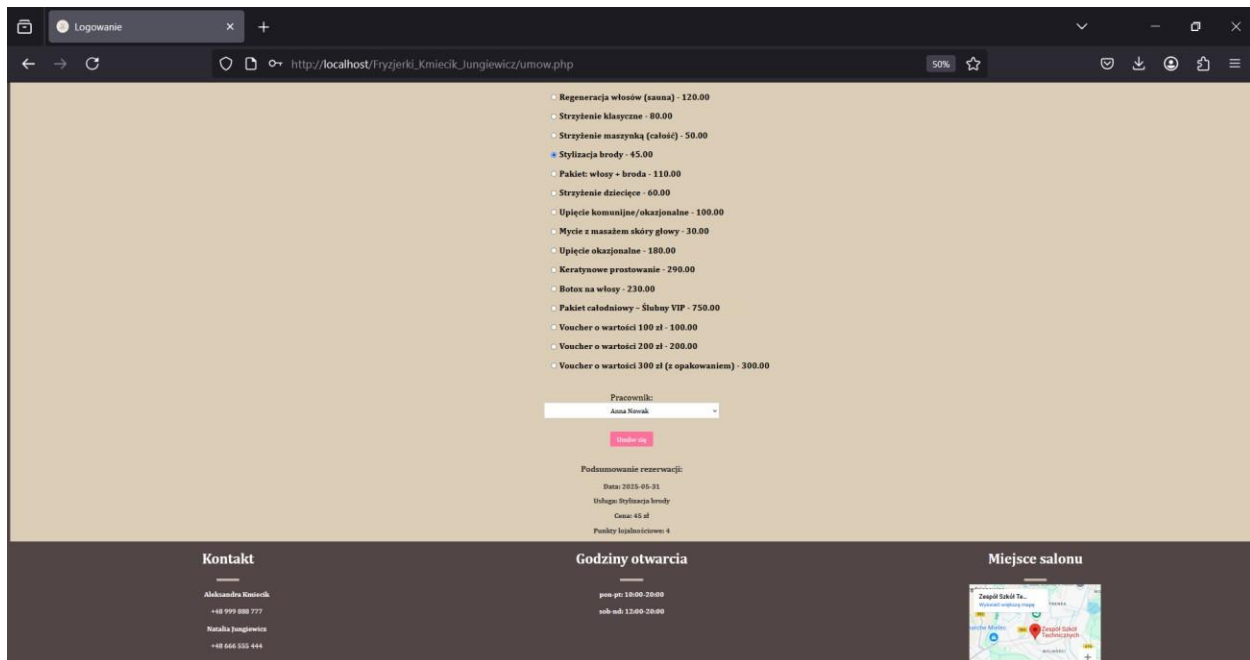 Logowanie
http://localhost/Fryzjerki_Kmiecik_Jungiewicz/umow.php
50%
Regeneracja włosów (sauna) - 120.00
Strzyżenie klasyczne - 80.00
Strzyżenie maszynką (całość) - 50.00
Stylizacja brody - 45.00
Pakiet: włosy + broda - 110.00
Strzyżenie dziecięce - 60.00
Upięcie komunijne/okazjonalne - 100.00
Mycie z masażem skóry głowy - 30.00
Upięcie okazjonalne - 180.00
Keratynowe prostowanie - 290.00
Botox na włosy - 230.00
Pakiet całodniowy – Ślubny VIP - 750.00
Voucher o wartości 100 zł - 100.00
Voucher o wartości 200 zł - 200.00
Voucher o wartości 300 zł (z opakowaniem) - 300.00
Pracownik:
Anna Nowak
Umów się
Podsumowanie rezerwacji:
Data: 2025-05-31
Usługa: Stylizacja brody
Cena: 45 zł
Punkty lojalnościowe: 4
Kontakt
Aleksandra Kmiecik
+48 999 888 777
Natalia Jungiewicz
+48 666 555 444
Godziny otwarcia
pon-pt: 10:00-20:00
sob-nd: 12:00-20:00
Miejsce salonu
Zespół Szkół Te...
Wyświetl większą mapę
Zespół Szkół
Technicznych